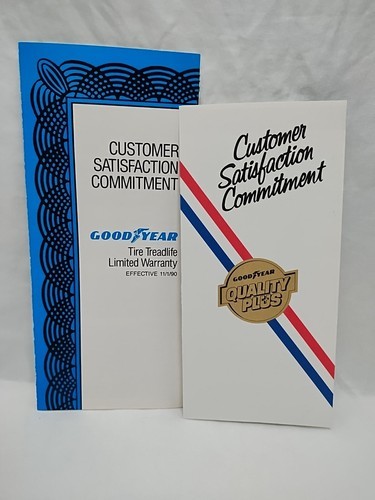 CUSTOMER
SATISFACTION
COMMITMENT
GOODYEAR
Tire Treadlife
Limited Warranty
EFFECTIVE 11/1/90
Customer
Satisfaction
Commitment
GOODYEAR
QUALITY
PLUS